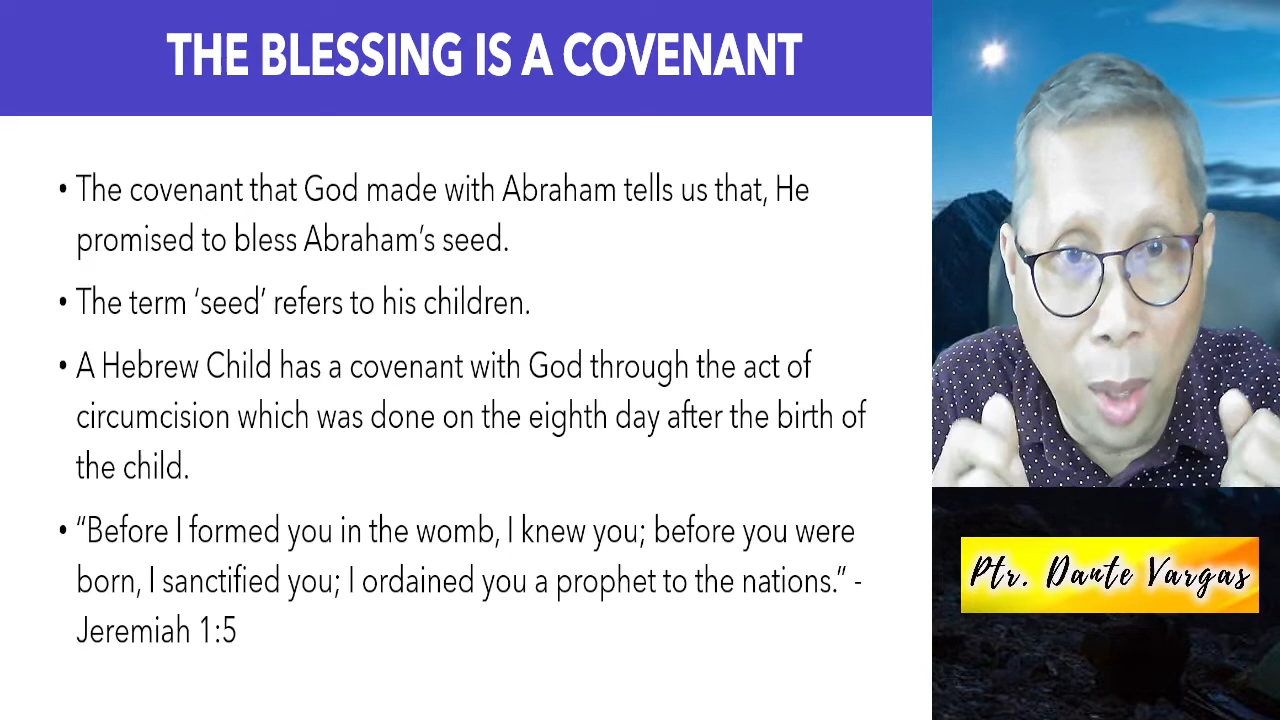 THE BLESSING IS A COVENANT
• The covenant that God made with Abraham tells us that, He
promised to bless Abraham's seed.
• The term ‘seed’ refers to his children.
• A Hebrew Child has a covenant with God through the act of
circumcision which was done on the eighth day after the birth of
the child.
• “Before I formed you in the womb, I knew you; before you were
born, I sanctified you; I ordained you a prophet to the nations.” -
Jeremiah 1:5
Ptr. Dante Vargas